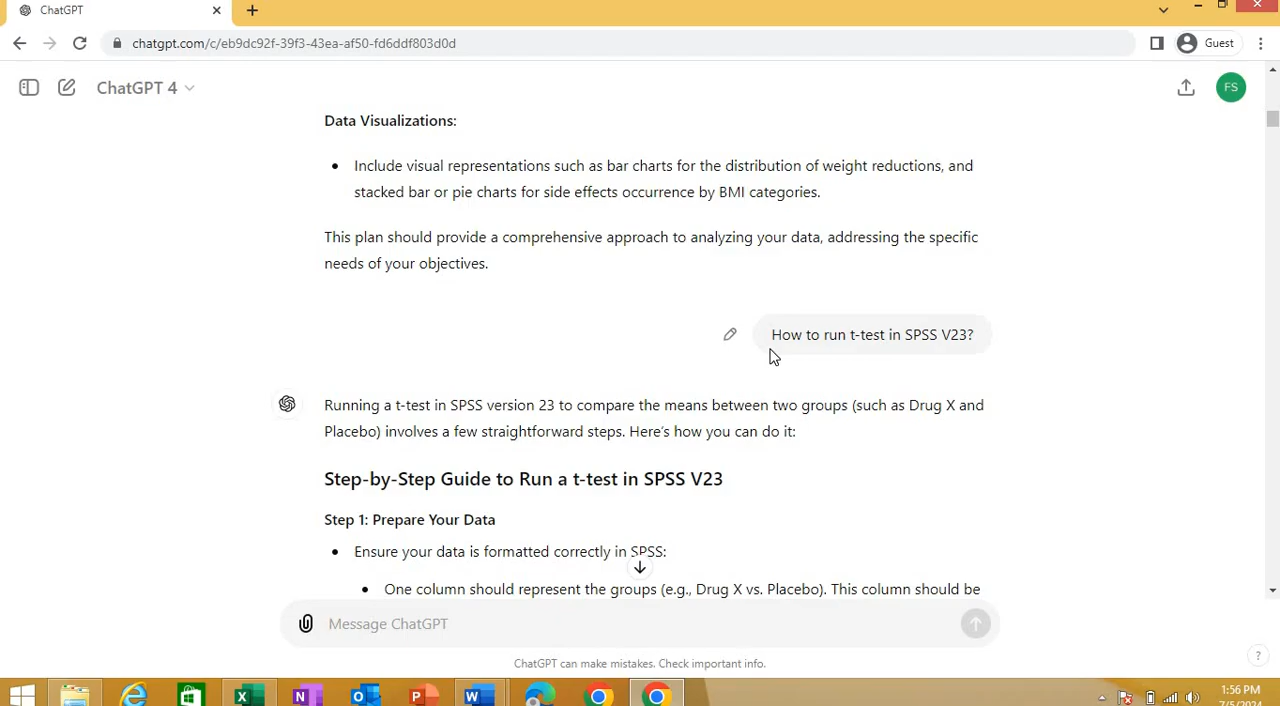 ChatGPT
chatgpt.com/c/eb9dc92f-39f3-43ea-af50-fd6ddf803d0d
Guest
ChatGPT 4
FS
Data Visualizations:
Include visual representations such as bar charts for the distribution of weight reductions, and
stacked bar or pie charts for side effects occurrence by BMI categories.
This plan should provide a comprehensive approach to analyzing your data, addressing the specific
needs of your objectives.
How to run t-test in SPSS V23?
Running a t-test in SPSS version 23 to compare the means between two groups (such as Drug X and
Placebo) involves a few straightforward steps. Here's how you can do it:
Step-by-Step Guide to Run a t-test in SPSS V23
Step 1: Prepare Your Data
Ensure your data is formatted correctly in SPSS:
One column should represent the groups (e.g., Drug X vs. Placebo). This column should be
Message ChatGPT
ChatGPT can make mistakes. Check important info.
?
1:56 PM
7/5/2024